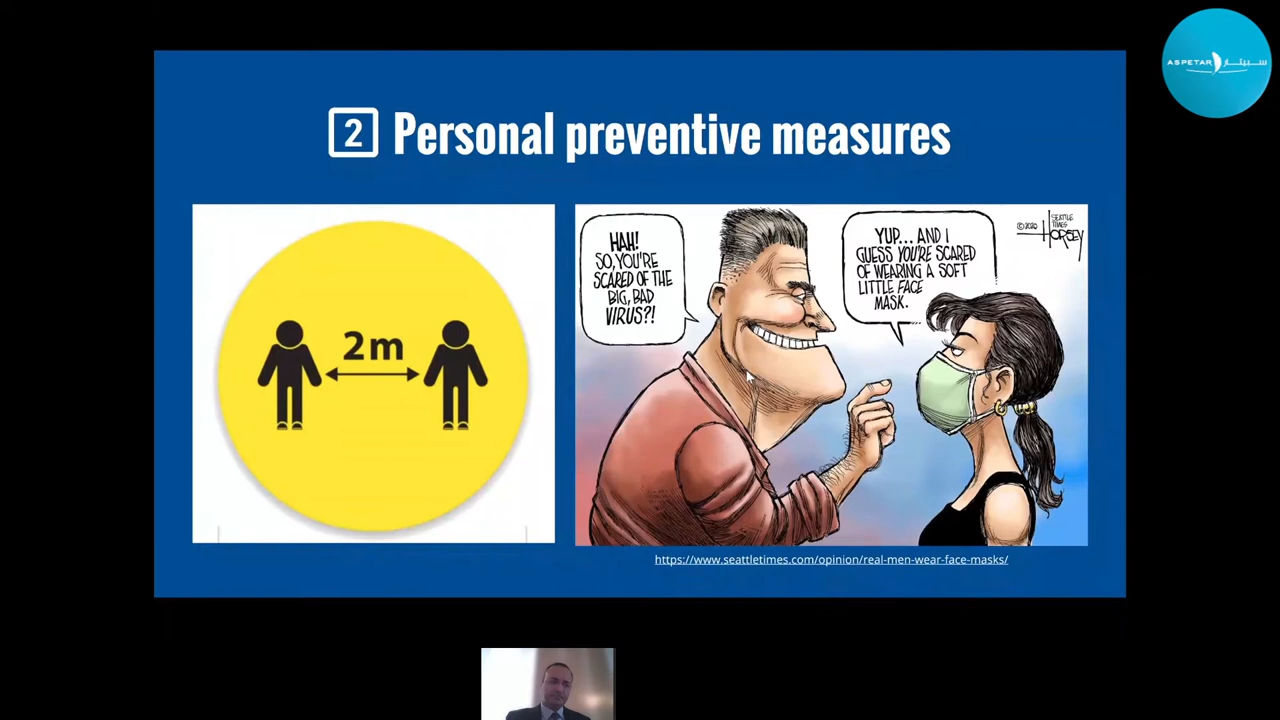 ASPETAR سبيتار
2 Personal preventive measures
2m
HAH!
SO, YOU'RE
SCARED OF THE
BIG, BAD
VIRUS?!
YUP... AND I
GUESS YOU'RE SCARED
OF WEARING A SOFT
LITTLE FACE
MASK.
©2020
SEATTLE
TIMES
HORSEY
https://www.seattletimes.com/opinion/real-men-wear-face-masks/